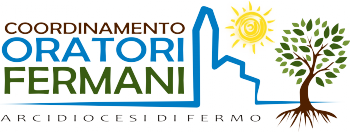 COORDINAMENTO
ORATORI
FERMANI
ARCIDIOCESI DI FERMO